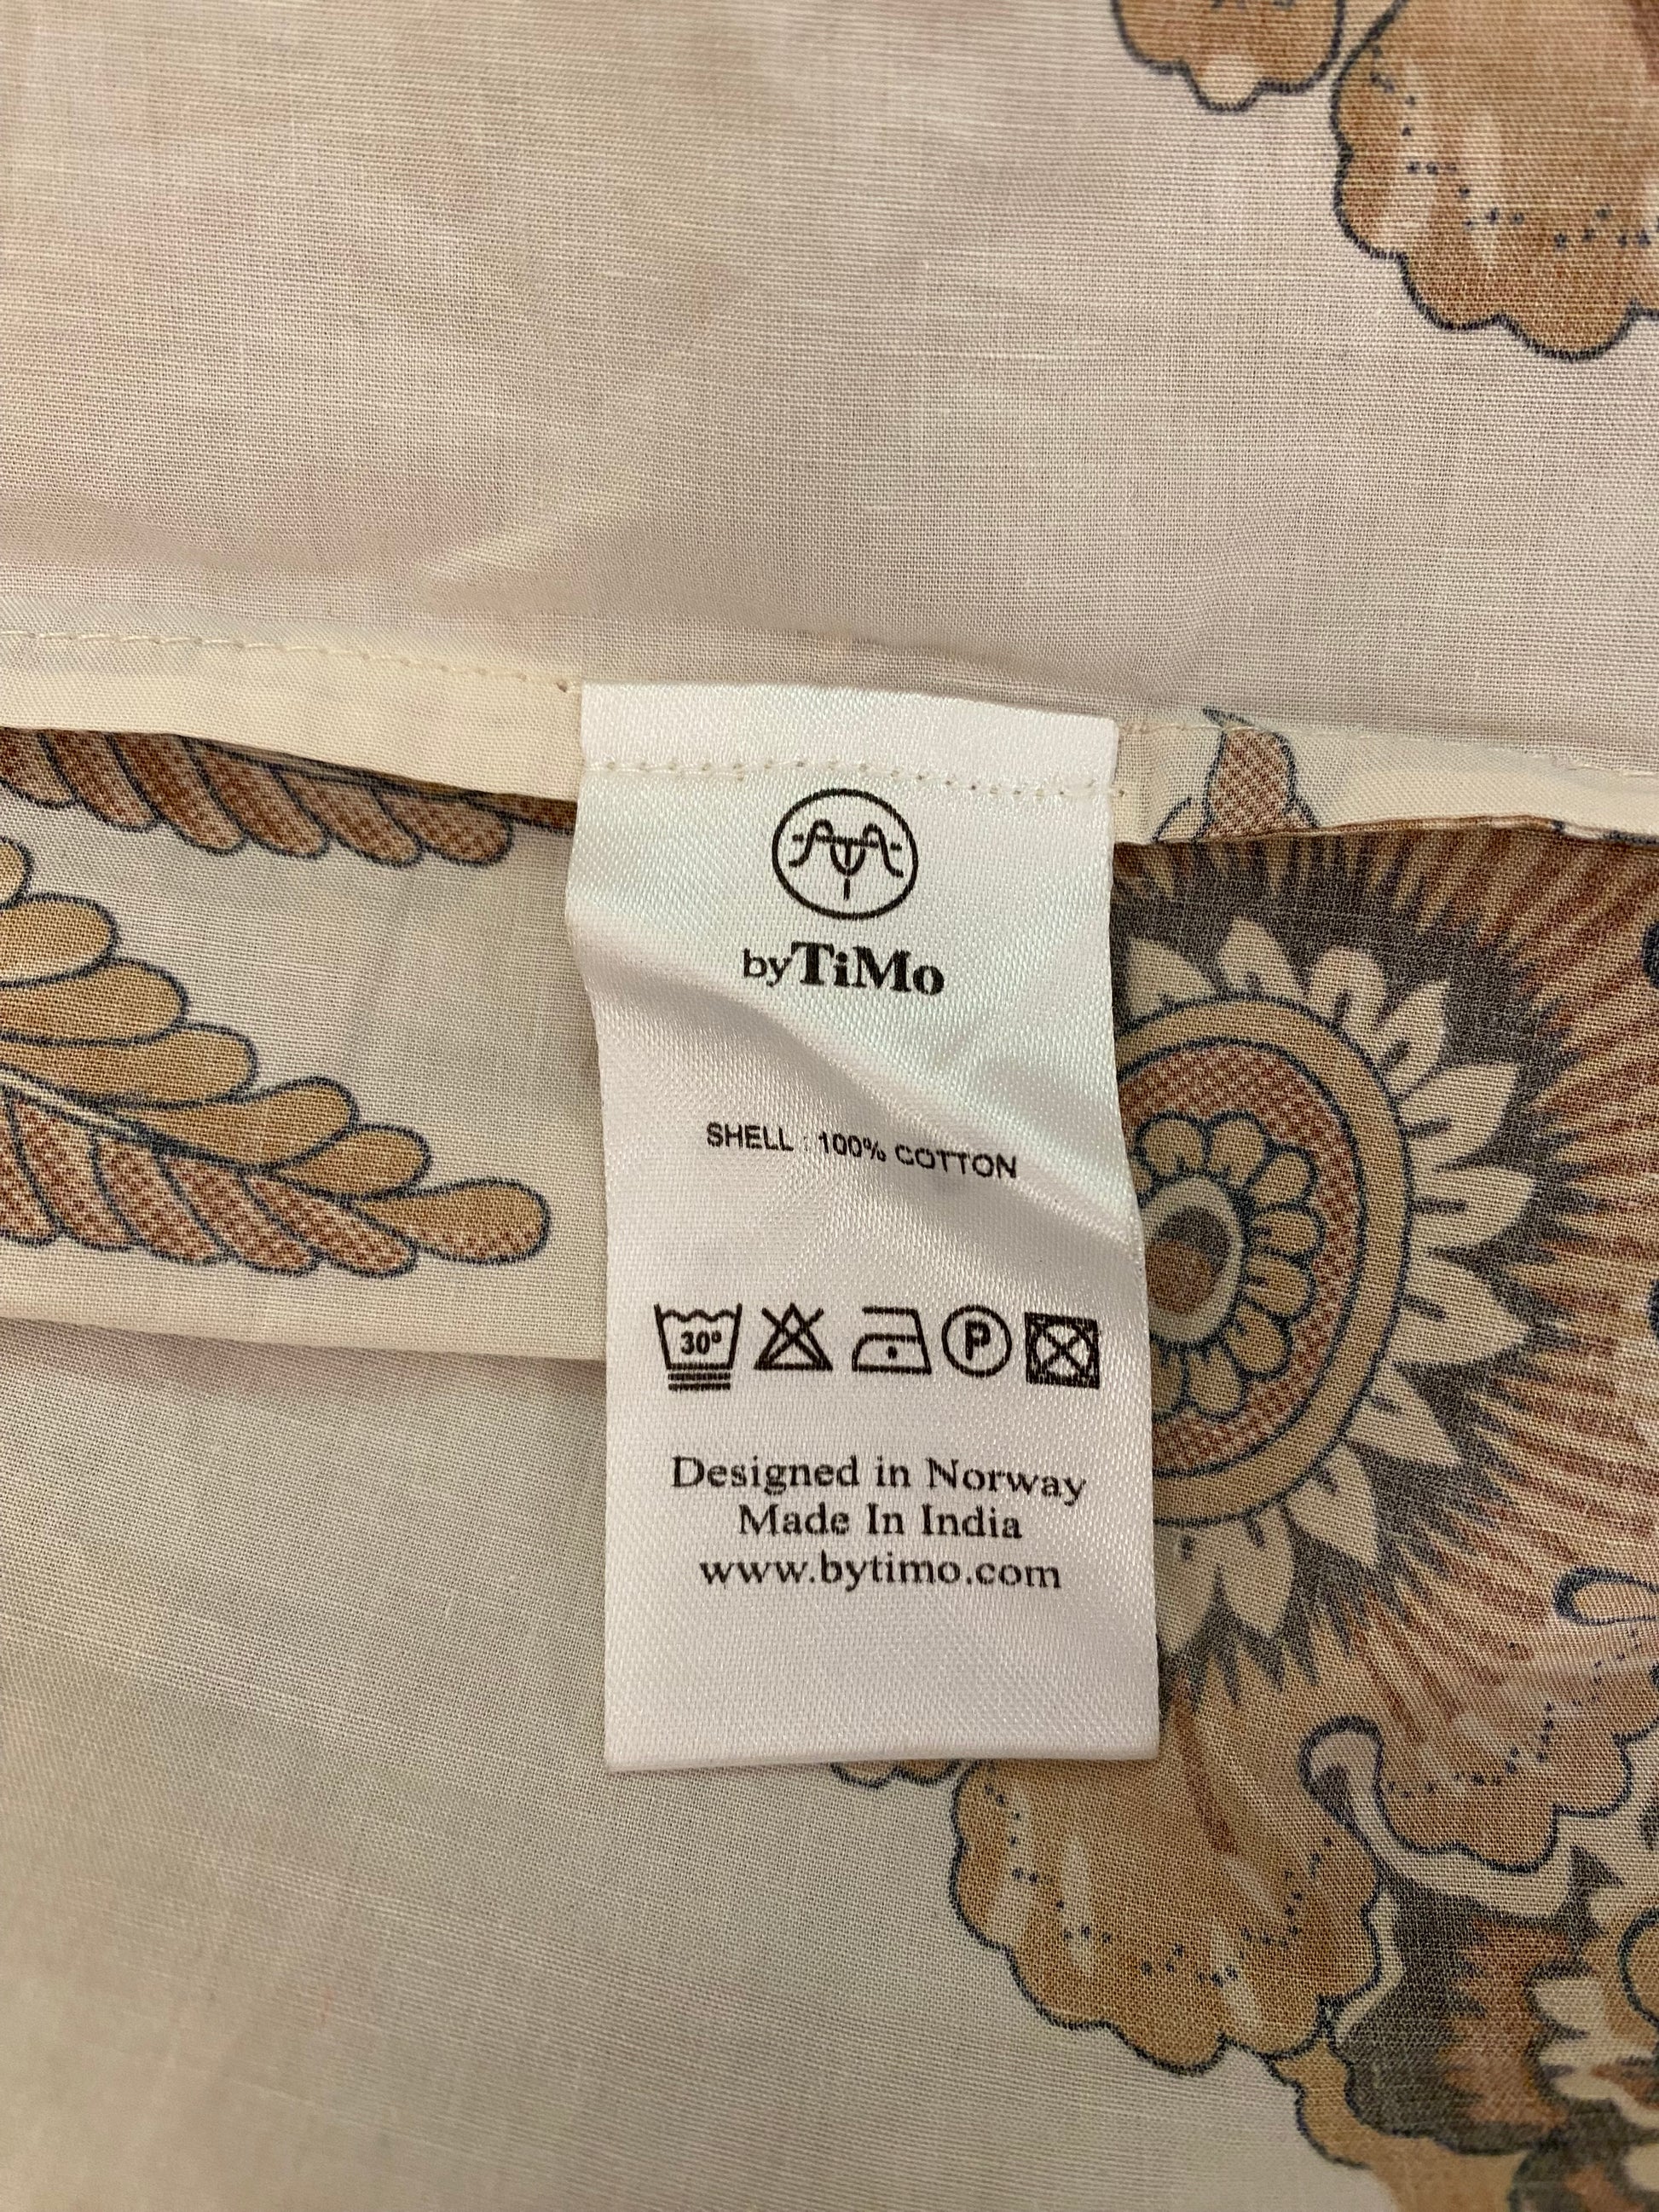 byTiMo
SHELL : 100% COTTON
30° P
Designed in Norway
Made In India
www.bytimo.com